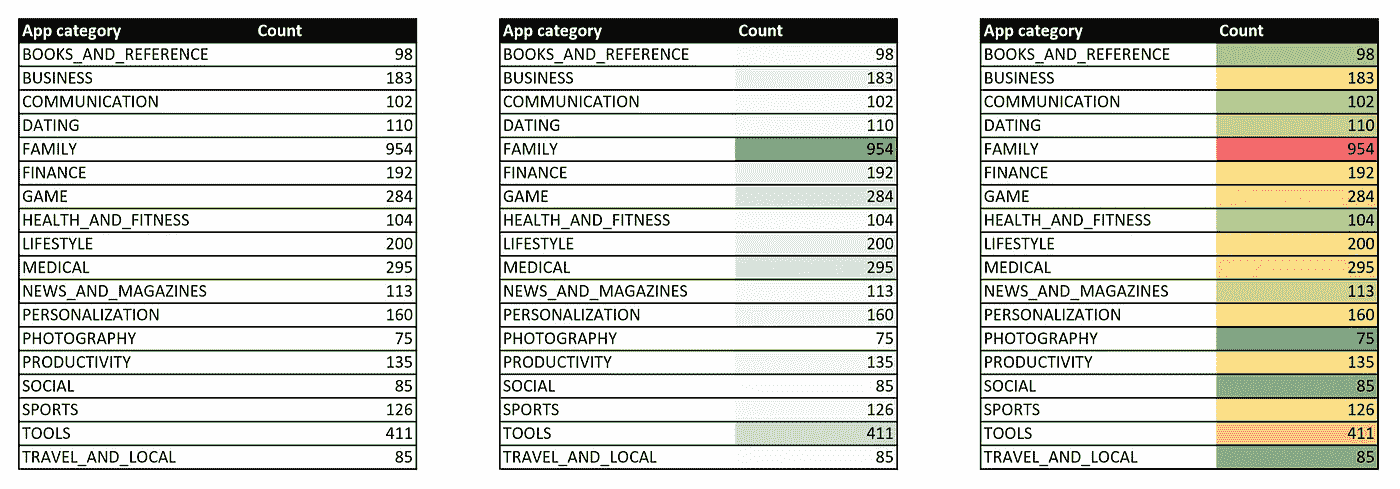 App category Count
BOOKS_AND_REFERENCE 98
BUSINESS 183
COMMUNICATION 102
DATING 110
FAMILY 954
FINANCE 192
GAME 284
HEALTH_AND_FITNESS 104
LIFESTYLE 200
MEDICAL 295
NEWS_AND_MAGAZINES 113
PERSONALIZATION 160
PHOTOGRAPHY 75
PRODUCTIVITY 135
SOCIAL 85
SPORTS 126
TOOLS 411
TRAVEL_AND_LOCAL 85
App category Count
BOOKS_AND_REFERENCE 98
BUSINESS 183
COMMUNICATION 102
DATING 110
FAMILY 954
FINANCE 192
GAME 284
HEALTH_AND_FITNESS 104
LIFESTYLE 200
MEDICAL 295
NEWS_AND_MAGAZINES 113
PERSONALIZATION 160
PHOTOGRAPHY 75
PRODUCTIVITY 135
SOCIAL 85
SPORTS 126
TOOLS 411
TRAVEL_AND_LOCAL 85
App category Count
BOOKS_AND_REFERENCE 98
BUSINESS 183
COMMUNICATION 102
DATING 110
FAMILY 954
FINANCE 192
GAME 284
HEALTH_AND_FITNESS 104
LIFESTYLE 200
MEDICAL 295
NEWS_AND_MAGAZINES 113
PERSONALIZATION 160
PHOTOGRAPHY 75
PRODUCTIVITY 135
SOCIAL 85
SPORTS 126
TOOLS 411
TRAVEL_AND_LOCAL 85